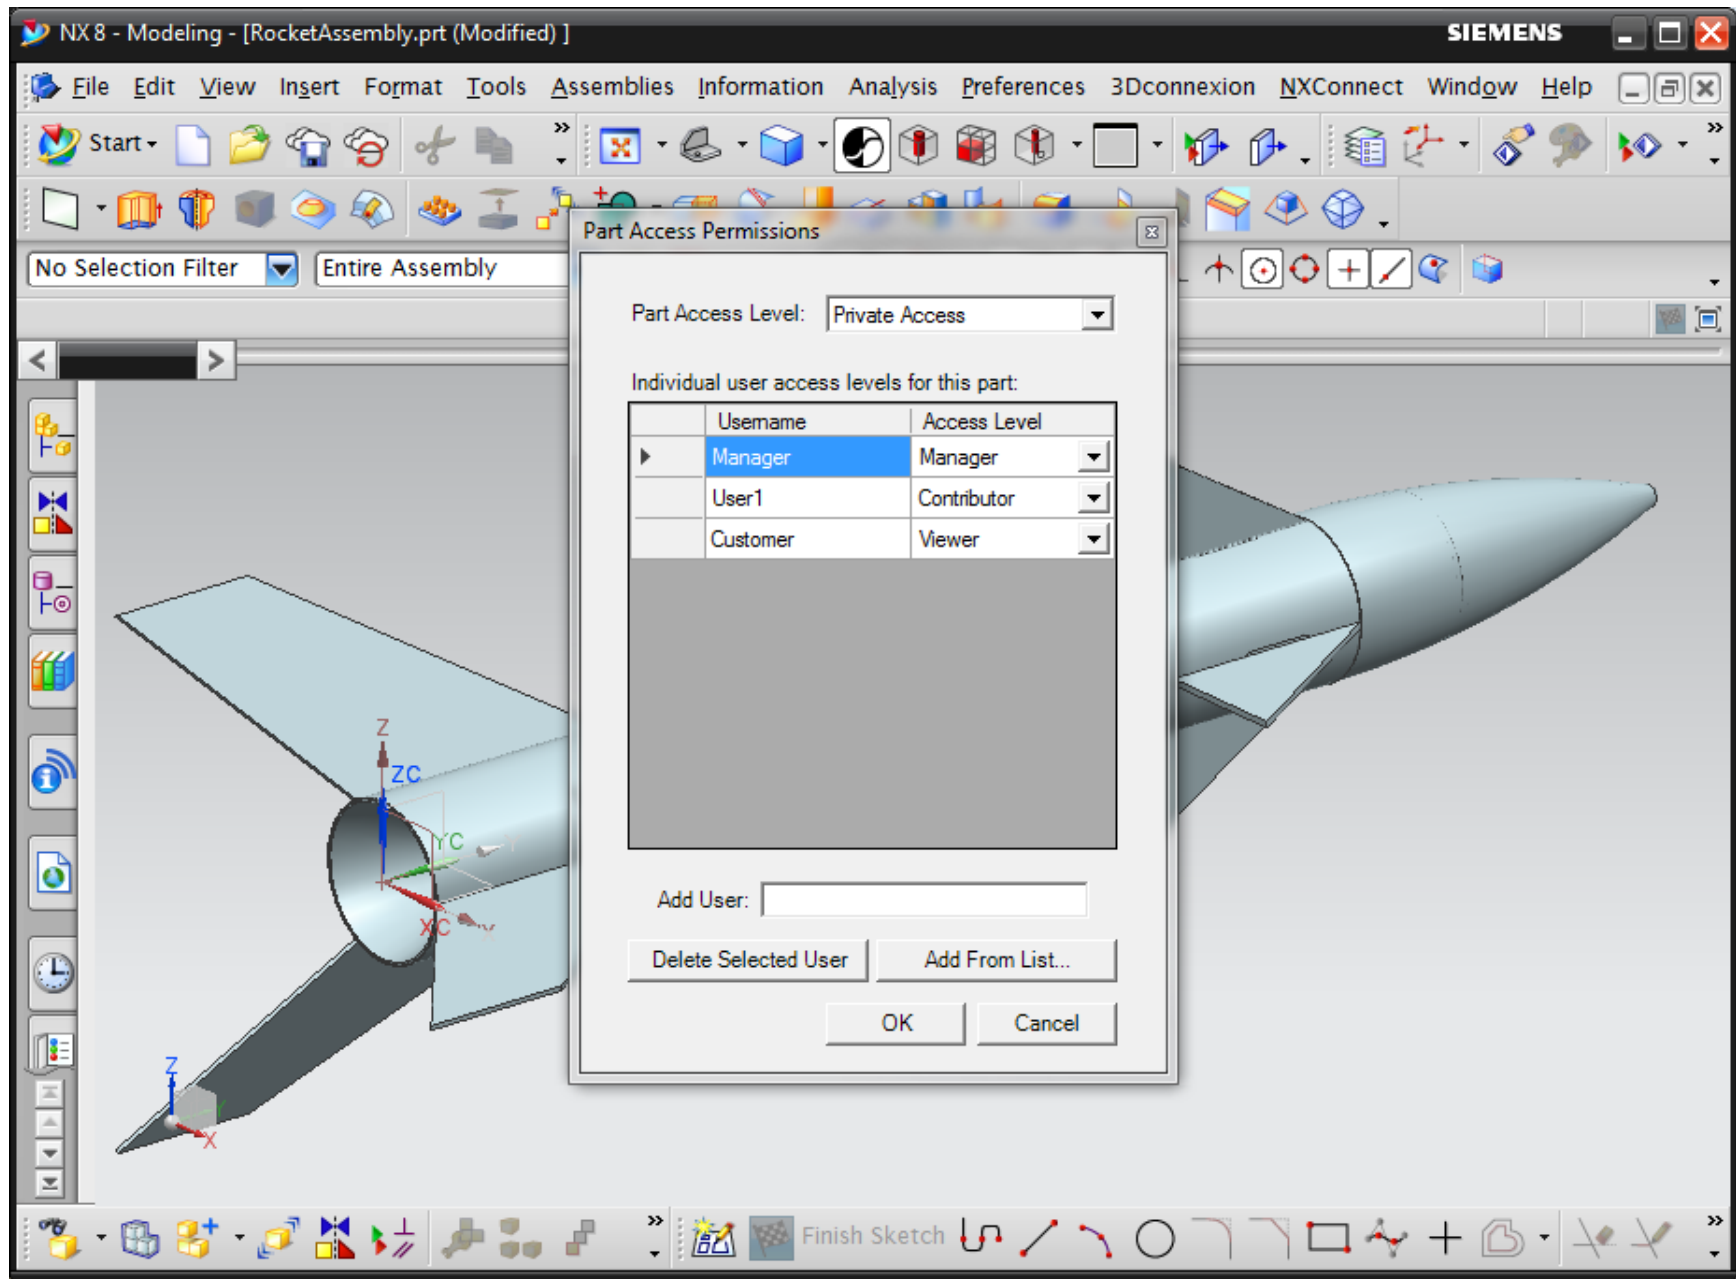 NX 8 - Modeling - [RocketAssembly.prt (Modified) ]
SIEMENS
File Edit View Insert Format Tools Assemblies Information Analysis Preferences 3Dconnexion NXConnect Window Help
Start
No Selection Filter
Entire Assembly
Part Access Permissions
Part Access Level: Private Access
Individual user access levels for this part:
Username Access Level
Manager Manager
User1 Contributor
Customer Viewer
Add User:
Delete Selected User
Add From List...
OK
Cancel
Z
ZC
YC
XC
X
Z
Y
X
Finish Sketch